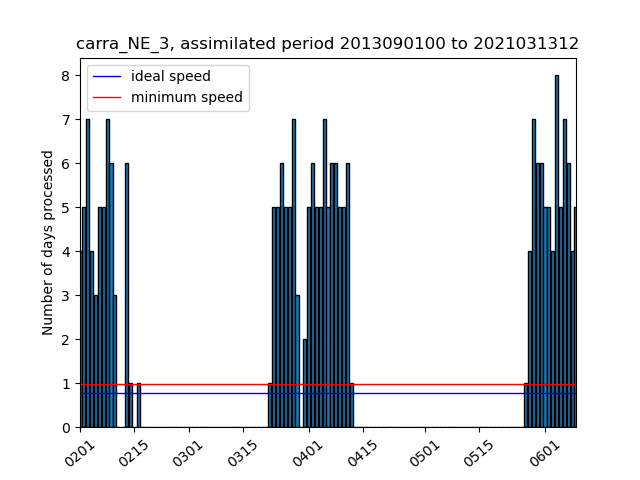 carra_NE_3, assimilated period 2013090100 to 2021031312
ideal speed
minimum speed
Number of days processed
8
7
6
5
4
3
2
1
0
0201 0215 0301 0315 0401 0415 0501 0515 0601